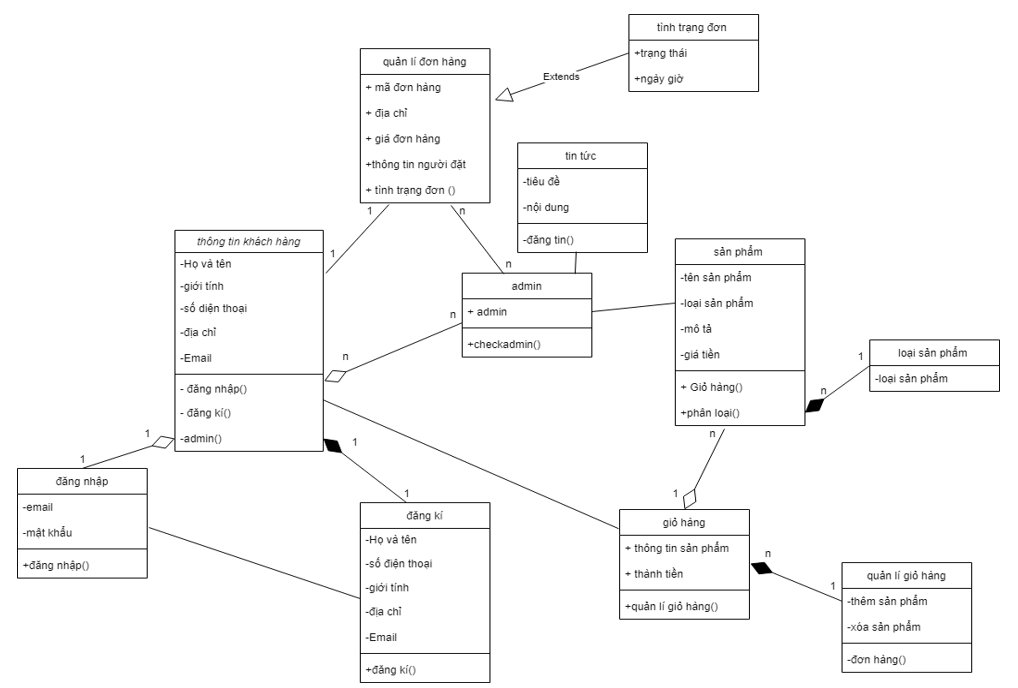 tình trạng đơn
+trạng thái
+ngày giờ
Extends
quản lí đơn hàng
+ mã đơn hàng
+ địa chỉ
+ giá đơn hàng
+thông tin người đặt
+ tình trạng đơn ()
1
n
tin tức
-tiêu đề
-nội dung
-đăng tin()
thông tin khách hàng
-Họ và tên
-giới tính
-số diện thoại
-địa chỉ
-Email
- đăng nhập()
- đăng kí()
-admin()
1
n
n
n
admin
+ admin
+checkadmin()
sản phẩm
-tên sản phẩm
-loại sản phẩm
-mô tả
-giá tiền
+ Giỏ hàng()
+phân loại()
n
1
loại sản phẩm
-loại sản phẩm
1
1
đăng nhập
-email
-mật khẩu
+đăng nhập()
1
1
đăng kí
-Họ và tên
-số điện thoại
-giới tính
-địa chỉ
-Email
+đăng kí()
n
1
giỏ hàng
+ thông tin sản phẩm
+ thành tiền
+quản lí giỏ hàng()
n
1
quản lí giỏ hàng
-thêm sản phẩm
-xóa sản phẩm
-đơn hàng()